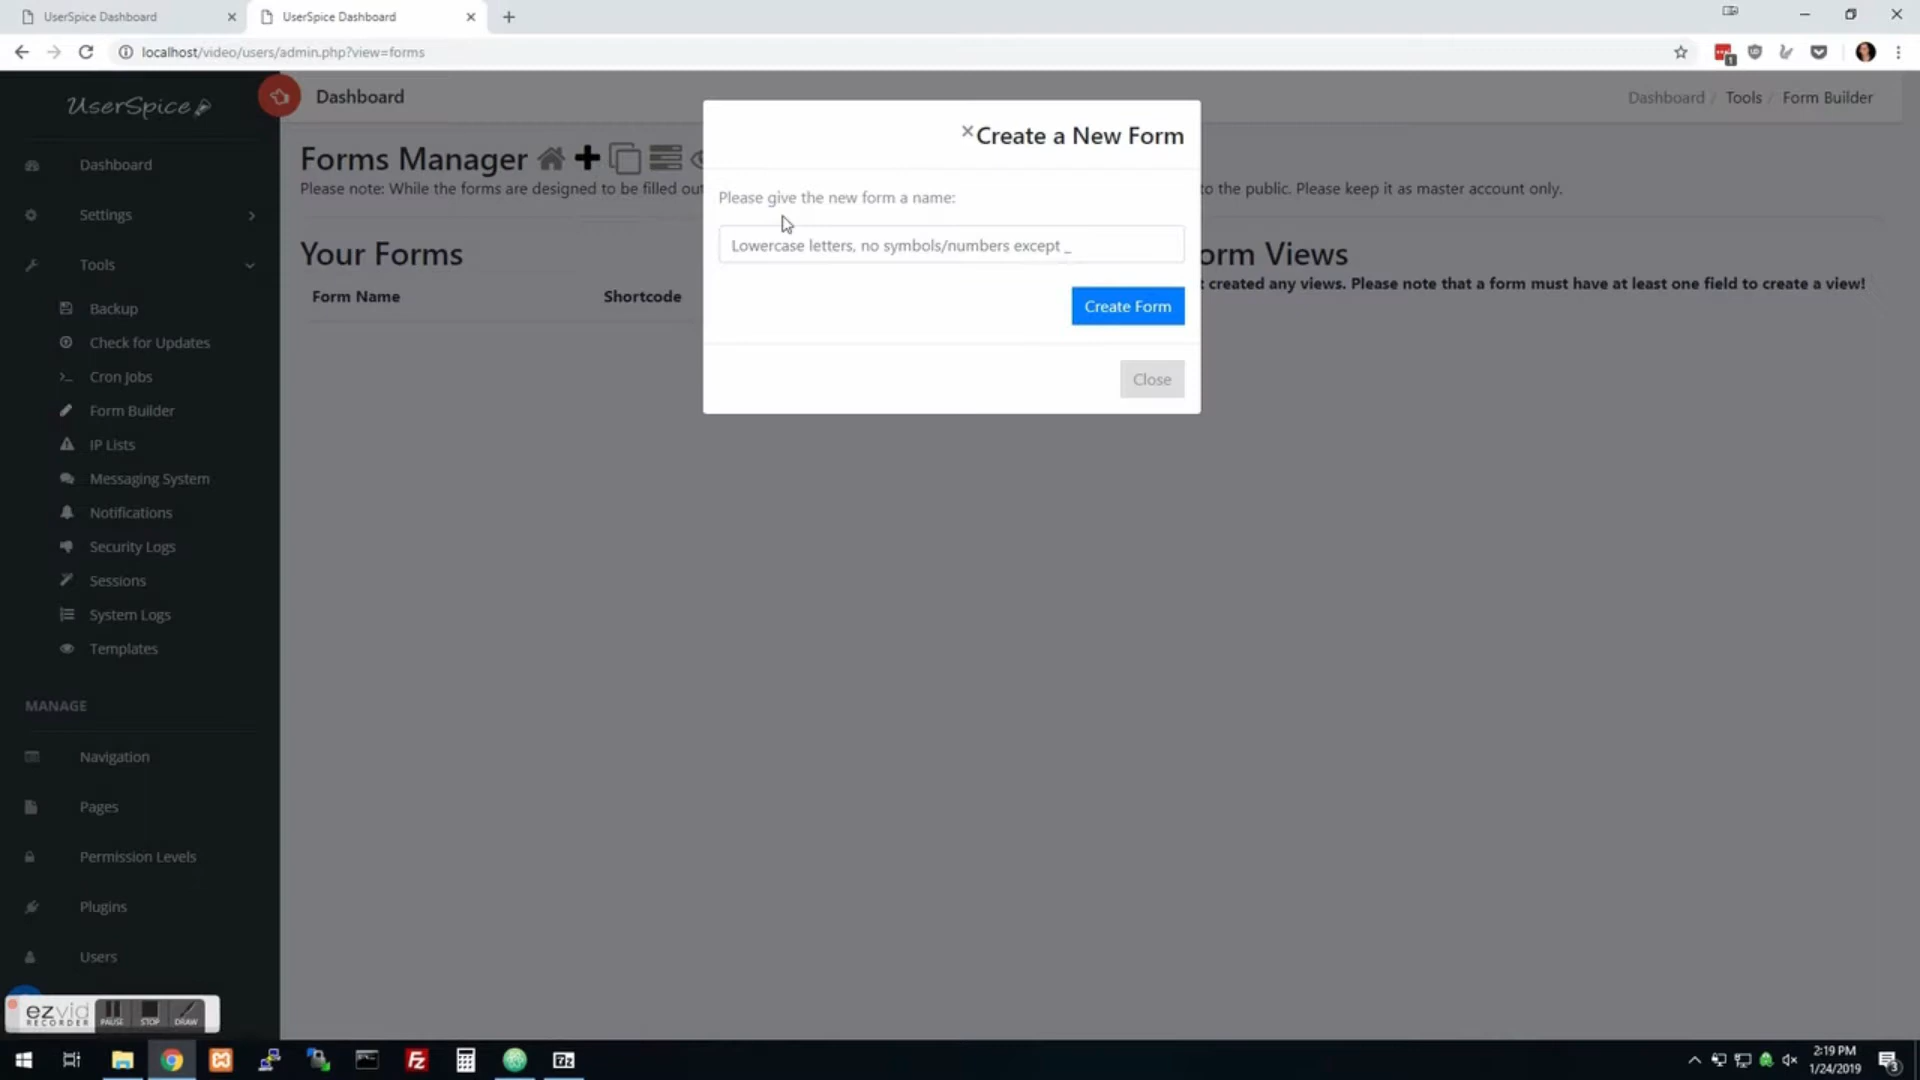 UserSpice Dashboard
UserSpice Dashboard
localhost/video/users/admin.php?view=forms
UserSpice
Dashboard
Dashboard / Tools / Form Builder
Create a New Form
Forms Manager
Please note: While the forms are designed to be filled out
to the public. Please keep it as master account only.
Please give the new form a name:
Lowercase letters, no symbols/numbers except _
Create Form
Close
Your Forms
Form Name Shortcode
orm Views
created any views. Please note that a form must have at least one field to create a view!
Dashboard
Settings
Tools
Backup
Check for Updates
Cron Jobs
Form Builder
IP Lists
Messaging System
Notifications
Security Logs
Sessions
System Logs
Templates
MANAGE
Navigation
Pages
Permission Levels
Plugins
Users
ezvid
RECORDER
PAUSE STOP DRAW
2:19 PM
1/24/2019